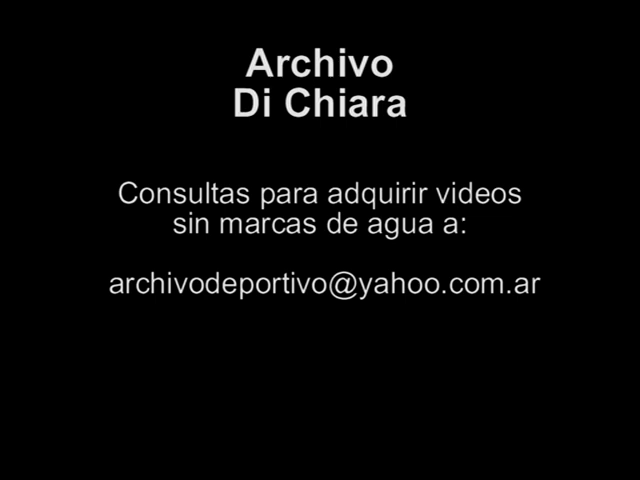 Archivo
Di Chiara
Consultas para adquirir videos
sin marcas de agua a:
archivodeportivo@yahoo.com.ar